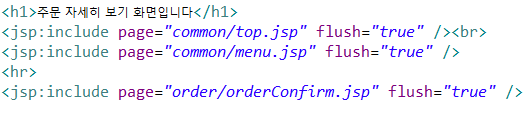 <h1>주문 자세히 보기 화면입니다</h1>
<jsp:include page="common/top.jsp" flush="true" /><br>
<jsp:include page="common/menu.jsp" flush="true" />
<hr>
<jsp:include page="order/orderConfirm.jsp" flush="true" />